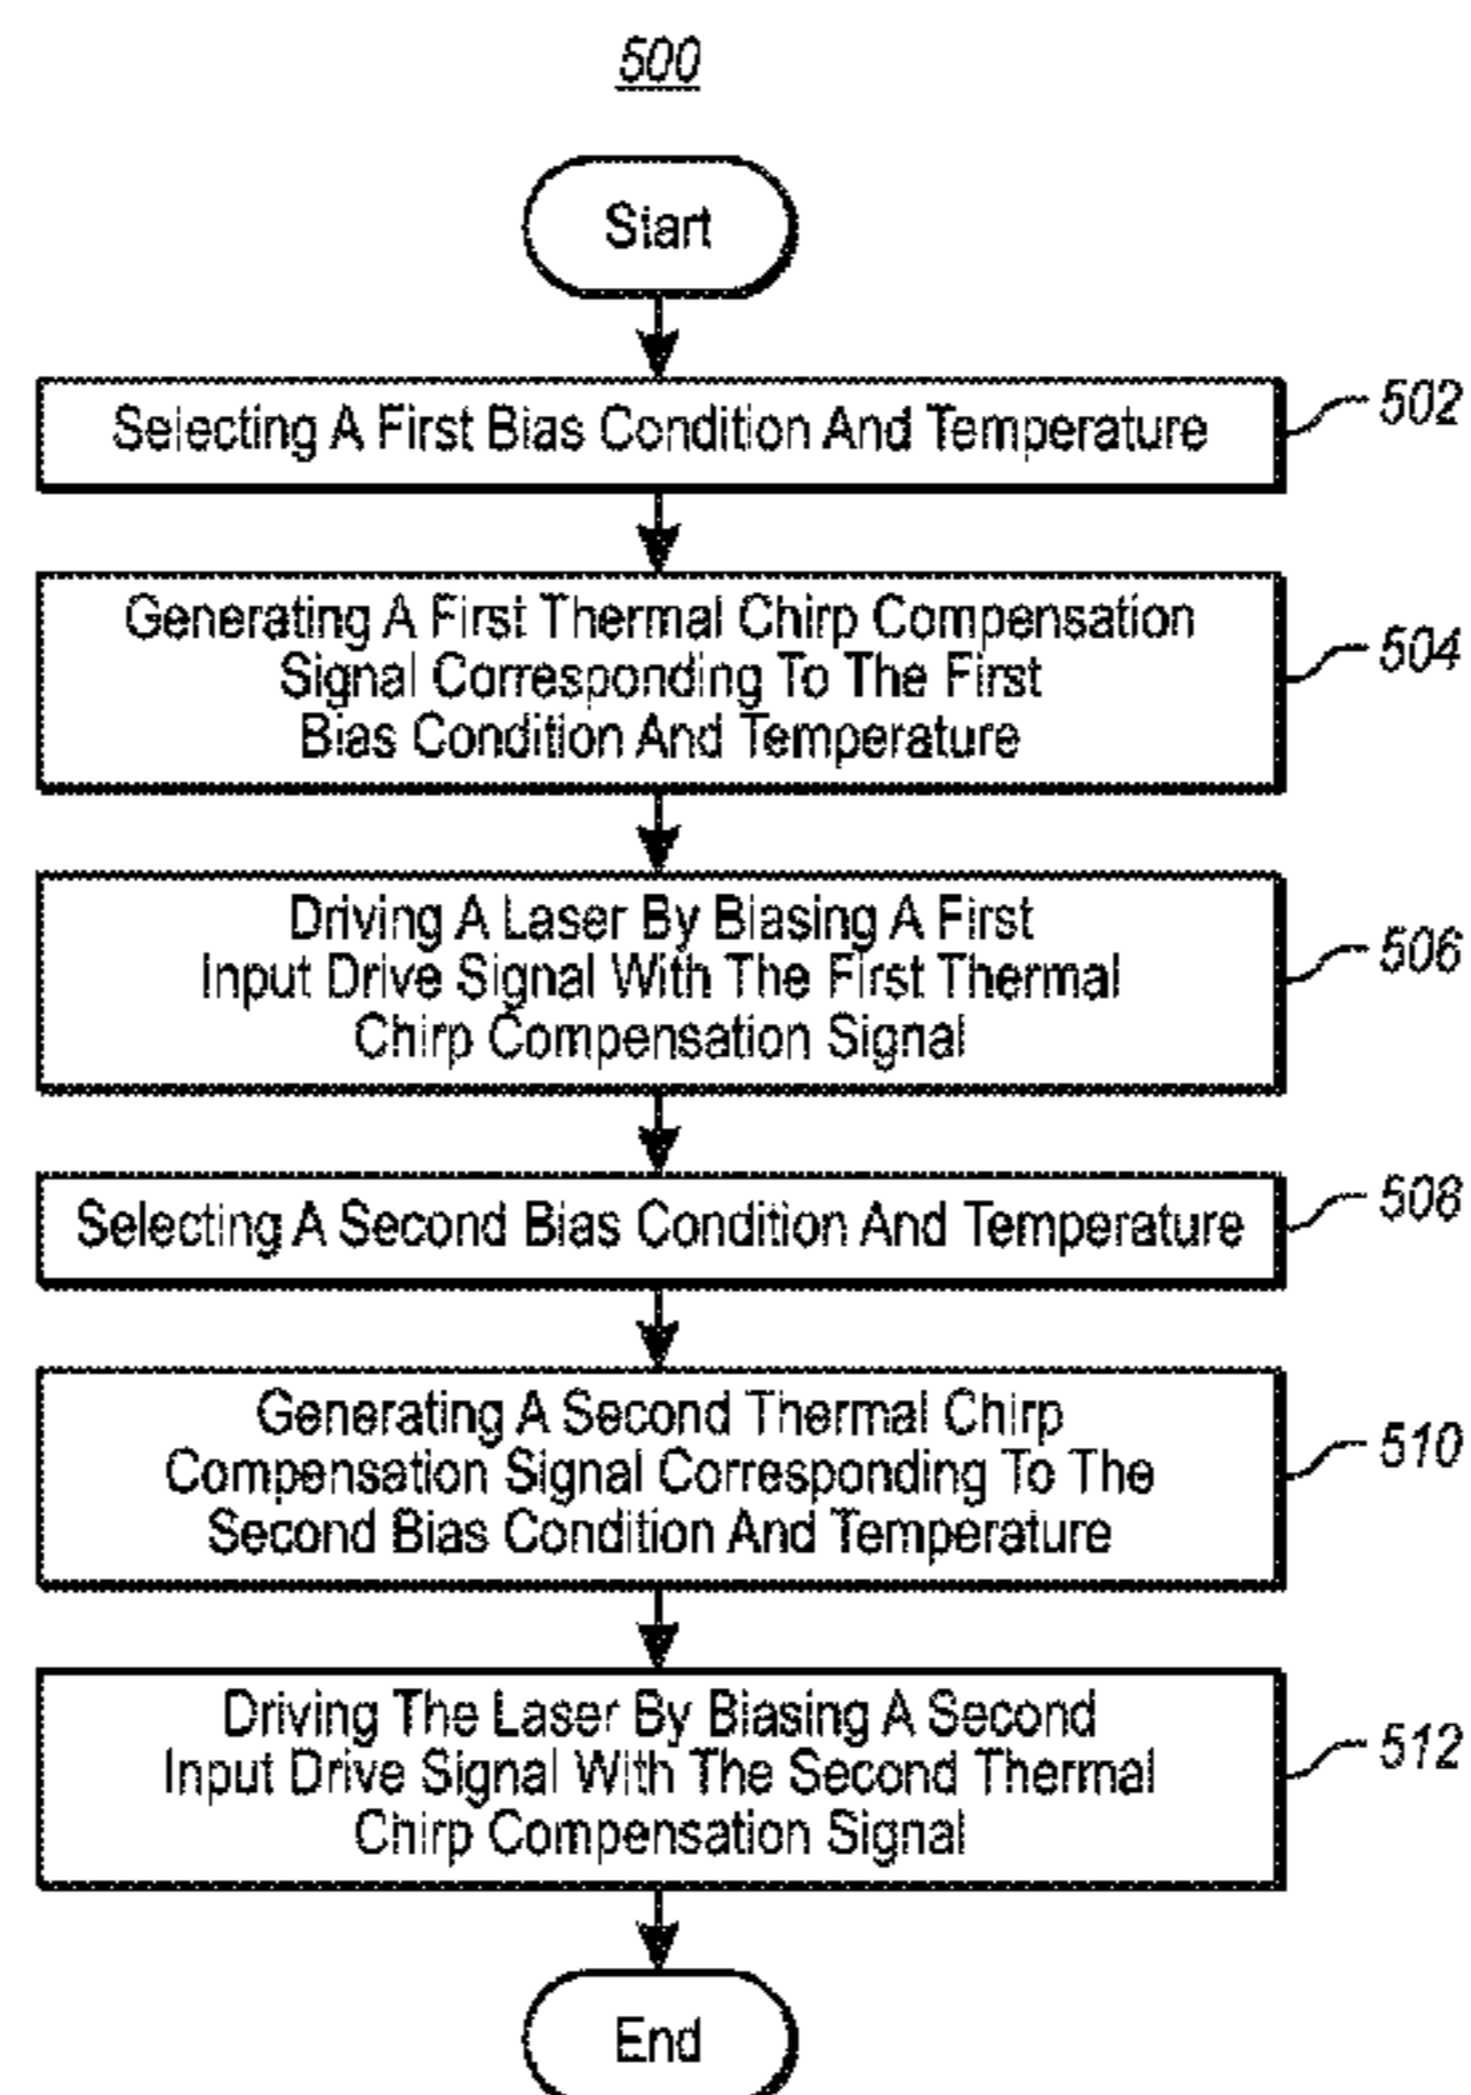 500
Start
Selecting A First Bias Condition And Temperature
502
Generating A First Thermal Chirp Compensation
Signal Corresponding To The First
Bias Condition And Temperature
504
Driving A Laser By Biasing A First
Input Drive Signal With The First Thermal
Chirp Compensation Signal
506
Selecting A Second Bias Condition And Temperature
508
Generating A Second Thermal Chirp
Compensation Signal Corresponding To The
Second Bias Condition And Temperature
510
Driving The Laser By Biasing A Second
Input Drive Signal With The Second Thermal
Chirp Compensation Signal
512
End